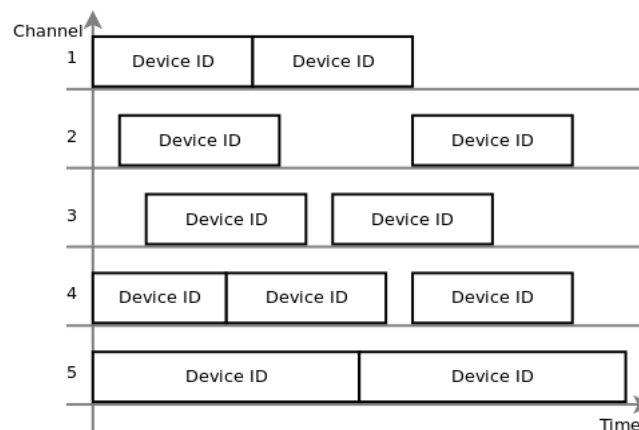 Channel
1 Device ID Device ID
2 Device ID Device ID
3 Device ID Device ID
4 Device ID Device ID Device ID
5 Device ID Device ID
Time